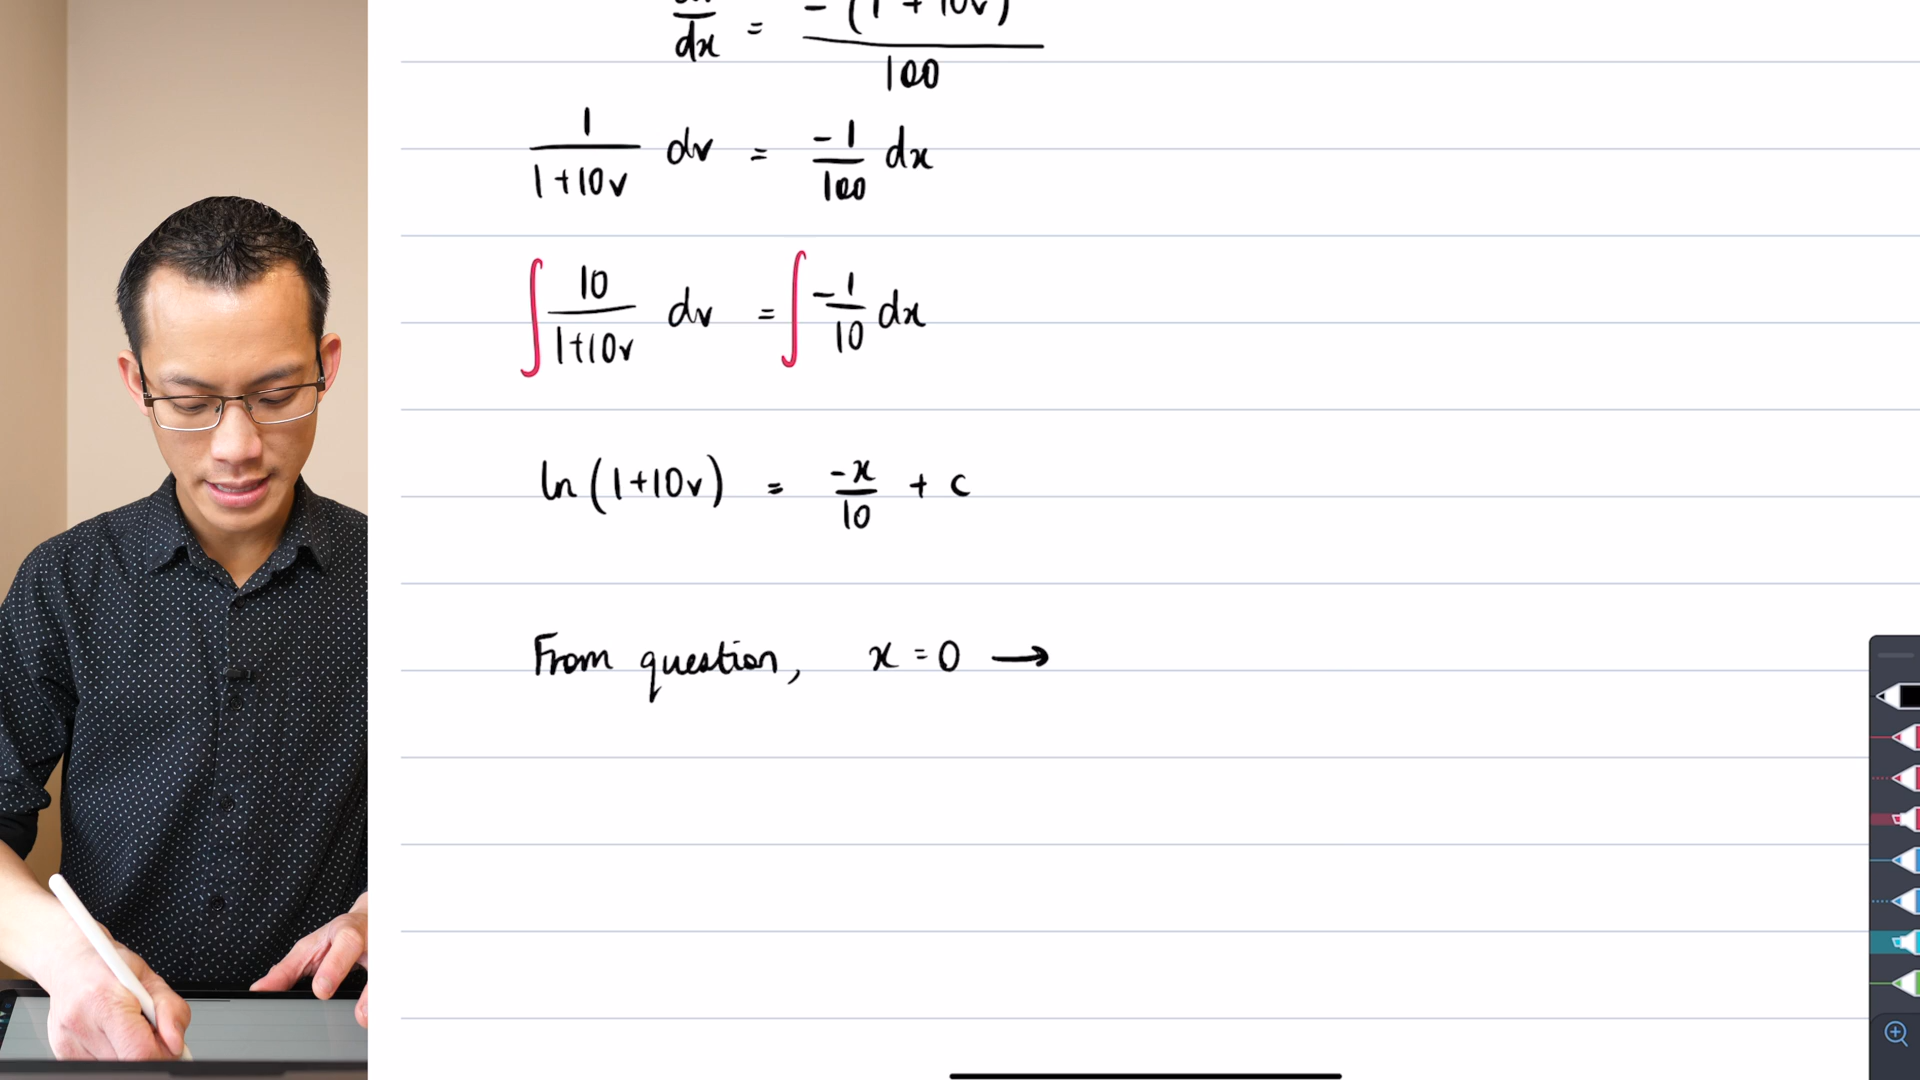 dx = - (1 + 10v) / 100
1/(1+10v) dv = -1/100 dx
∫ 10/(1+10v) dv = ∫ -1/10 dx
ln (1+10v) = -x/10 + c
From question, x = 0 →